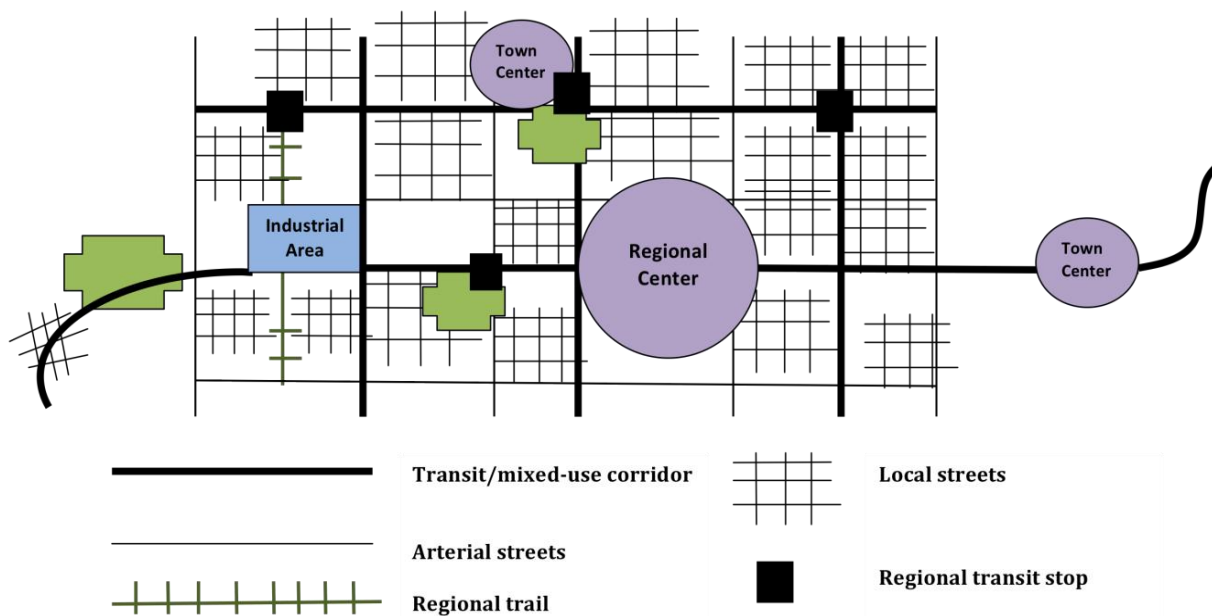 Town
Center
Industrial
Area
Regional
Center
Town
Center
Transit/mixed-use corridor
Local streets
Arterial streets
Regional transit stop
Regional trail